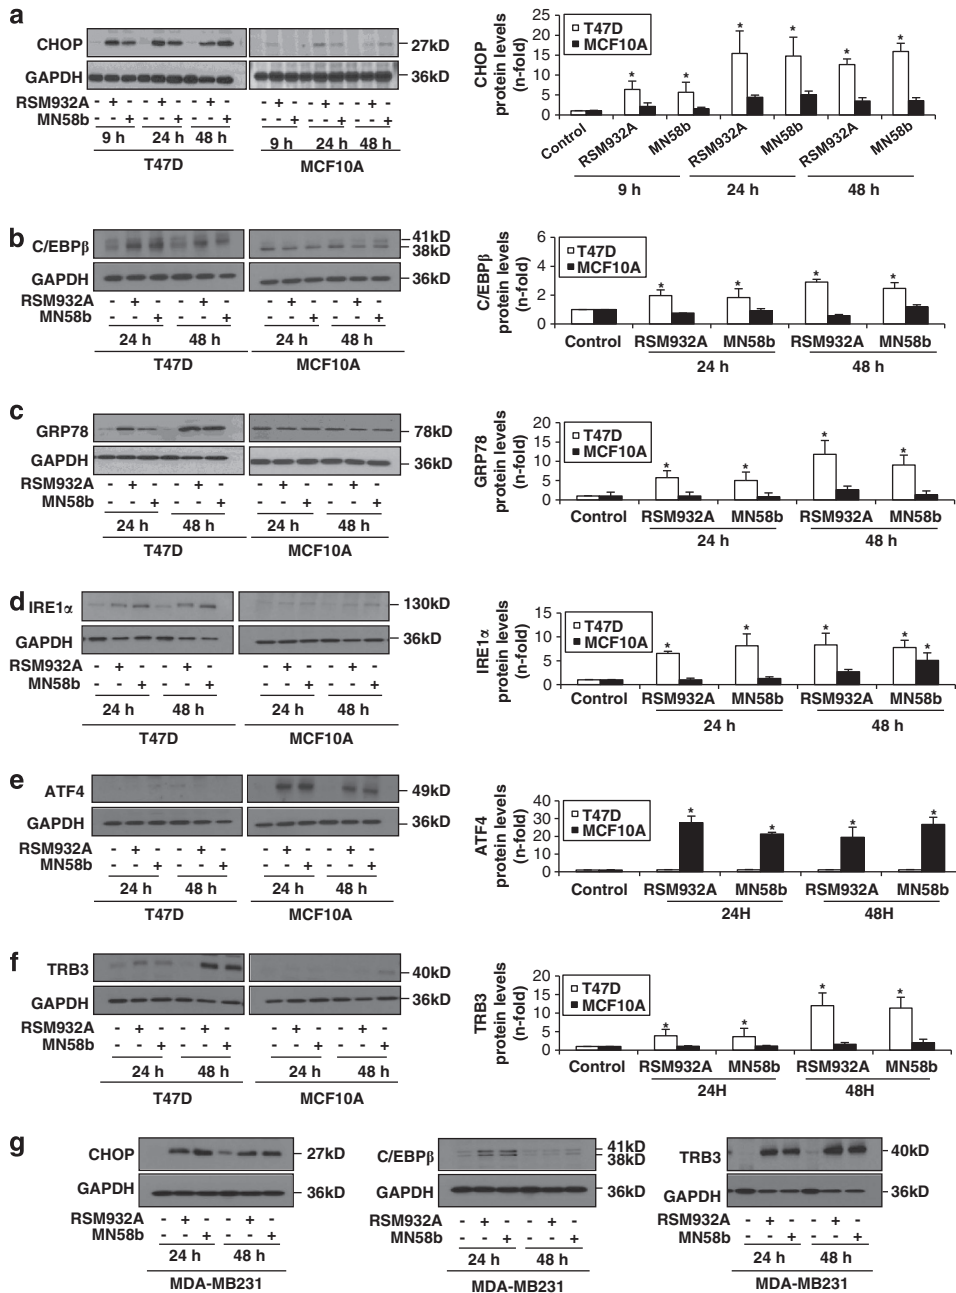 a
CHOP
27kD
GAPDH
36kD
RSM932A - + - - + - + - - + - - + - + -
MN58b - - + - - + - + - - + - - + - +
9 h 24 h 48 h 9 h 24 h 48 h
T47D MCF10A
CHOP
protein levels
(n-fold)
25
20
15
10
5
0
T47D
MCF10A
* * * * * *
Control RSM932A MN58b RSM932A MN58b RSM932A MN58b
9 h 24 h 48 h
b
C/EBPβ
41kD
38kD
GAPDH
36kD
RSM932A - + - - + - - + - - + -
MN58b - - + - - + - - + - - +
24 h 48 h 24 h 48 h
T47D MCF10A
C/EBPβ
protein levels
(n-fold)
6
4
2
0
T47D
MCF10A
* * * *
Control RSM932A MN58b RSM932A MN58b
24 h 48 h
c
GRP78
78kD
GAPDH
36kD
RSM932A - + - - + - - + - - + -
MN58b - - + - - + - - + - - +
24 h 48 h 24 h 48 h
T47D MCF10A
GRP78
protein levels
(n-fold)
20
15
10
5
0
T47D
MCF10A
* * * *
Control RSM932A MN58b RSM932A MN58b
24 h 48 h
d
IRE1α
130kD
GAPDH
36kD
RSM932A - + - - + - - + - - + -
MN58b - - + - - + - - + - - +
24 h 48 h 24 h 48 h
T47D MCF10A
IRE1α
protein levels
(n-fold)
15
10
5
0
T47D
MCF10A
* * * * *
Control RSM932A MN58b RSM932A MN58b
24 h 48 h
e
ATF4
49kD
GAPDH
36kD
RSM932A - + - - + - - + - - + -
MN58b - - + - - + - - + - - +
24 h 48 h 24 h 48 h
T47D MCF10A
ATF4
protein levels
(n-fold)
40
30
20
10
0
T47D
MCF10A
* * * *
Control RSM932A MN58b RSM932A MN58b
24H 48H
f
TRB3
40kD
GAPDH
36kD
RSM932A - + - - + - - + - - + -
MN58b - - + - - + - - + - - +
24 h 48 h 24 h 48 h
T47D MCF10A
TRB3
protein levels
(n-fold)
20
15
10
5
0
T47D
MCF10A
* * * *
Control RSM932A MN58b RSM932A MN58b
24H 48H
g
CHOP
27kD
GAPDH
36kD
RSM932A - + - - + -
MN58b - - + - - +
24 h 48 h
MDA-MB231
C/EBPβ
41kD
38kD
GAPDH
36kD
RSM932A - + - - + -
MN58b - - + - - +
24 h 48 h
MDA-MB231
TRB3
40kD
GAPDH
36kD
RSM932A - + - - + -
MN58b - - + - - +
24 h 48 h
MDA-MB231